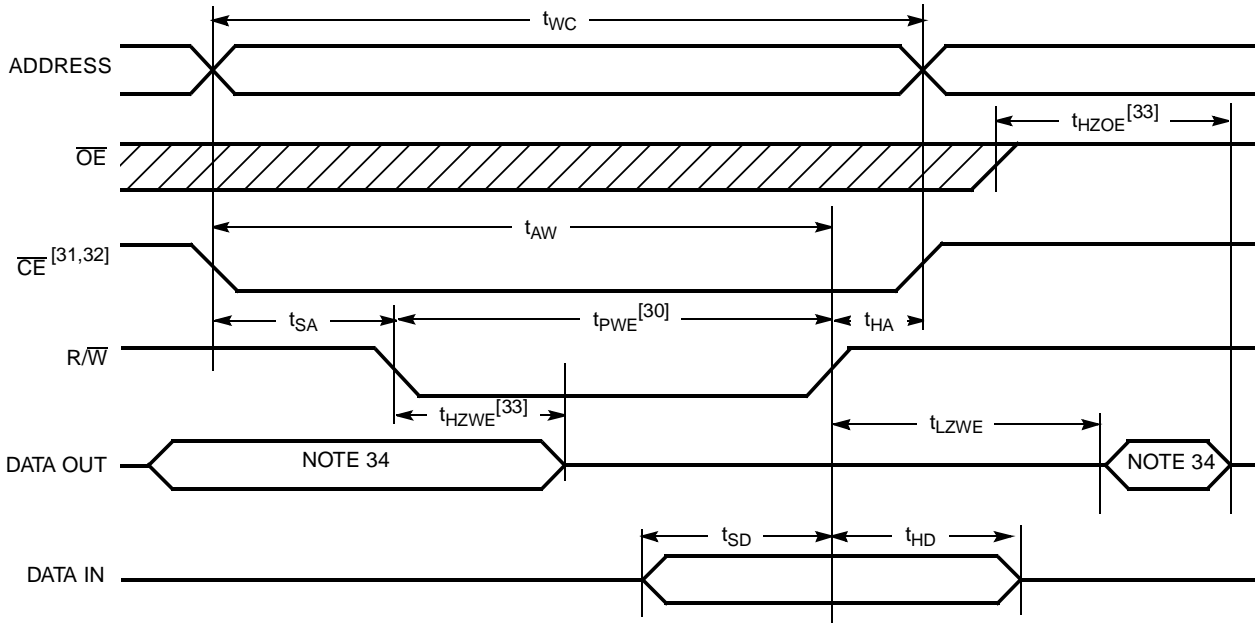 tWC
ADDRESS
tHZOE[33]
OE
tAW
CE [31,32]
tSA
tPWE[30]
tHA
R/W
tHZWE[33]
tLZWE
DATA OUT
NOTE 34
NOTE 34
tSD
tHD
DATA IN